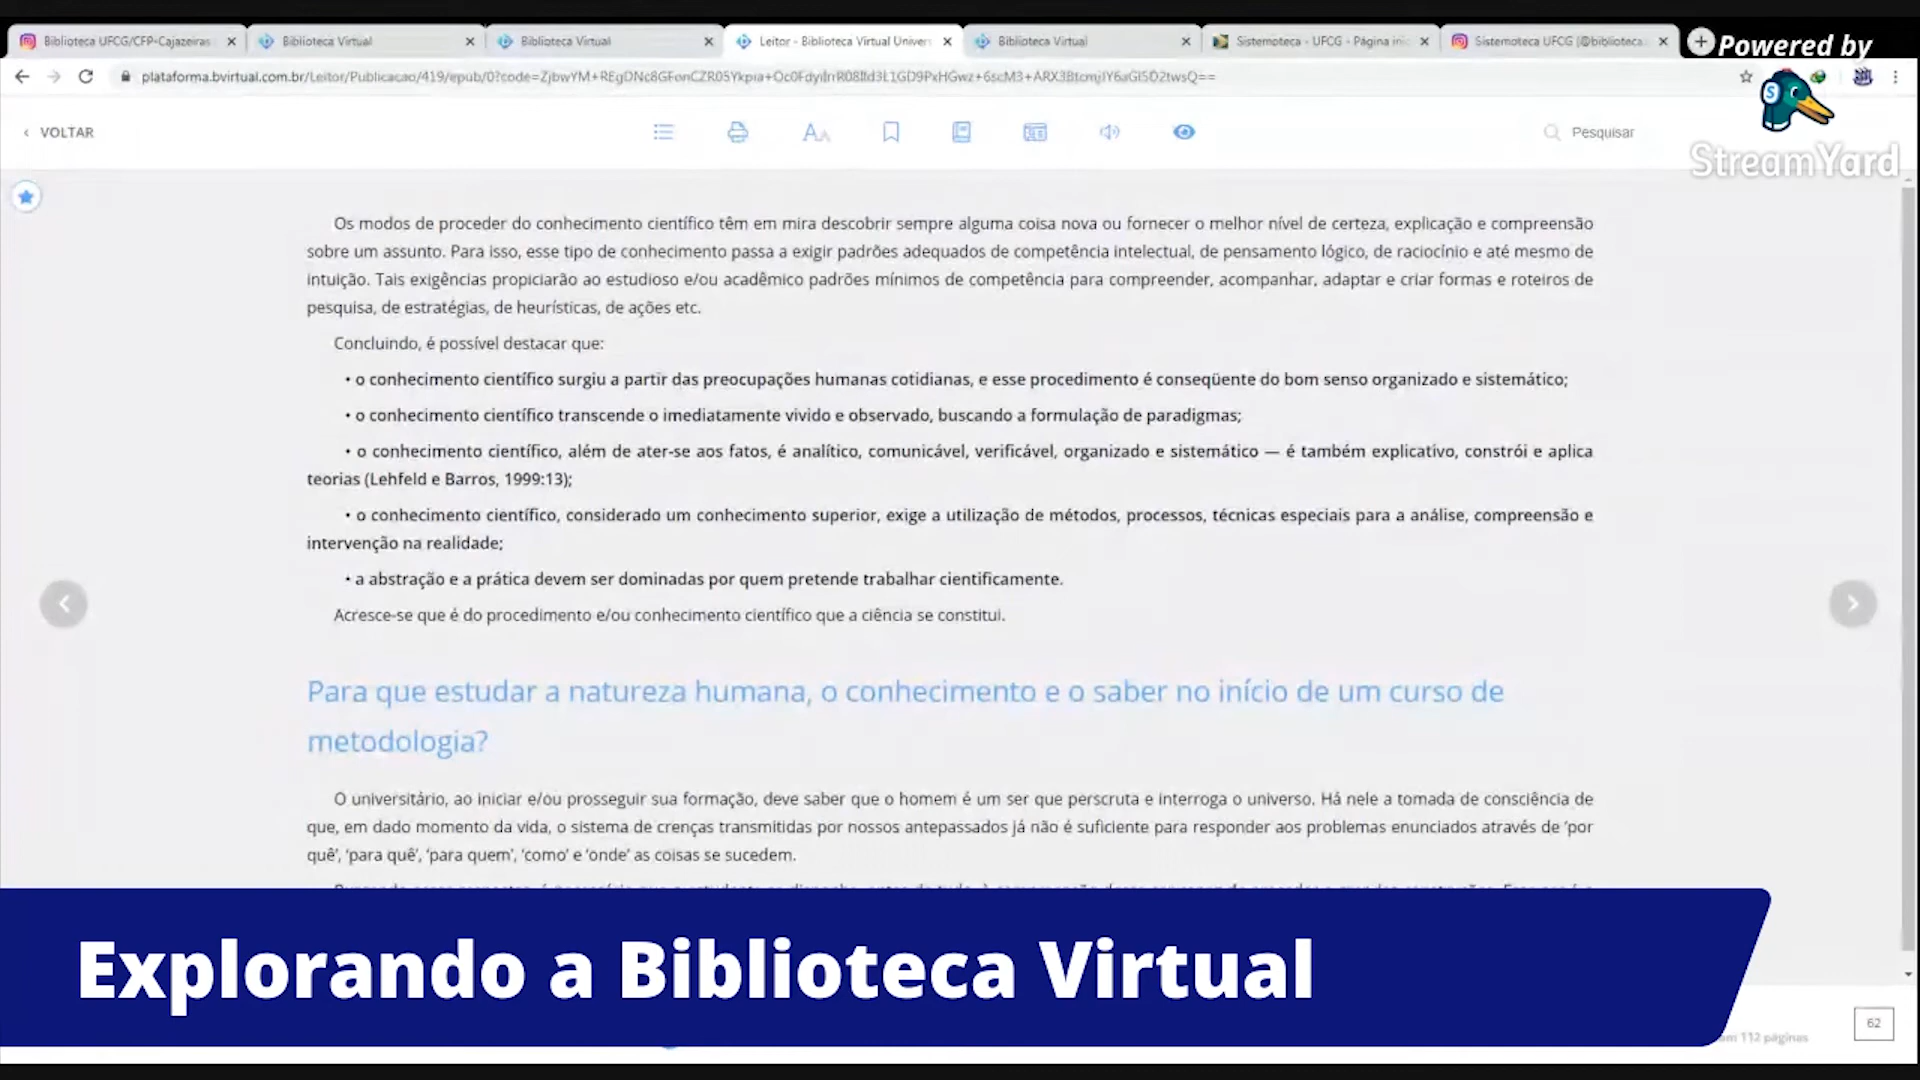 Biblioteca UFCG/CFP-Cajazeiras
Biblioteca Virtual
Biblioteca Virtual
Leitor - Biblioteca Virtual Univers
Biblioteca Virtual
Sistemoteca - UFCG - Página ini
Sistemoteca UFCG (@biblioteca
Powered by
StreamYard
VOLTAR
Pesquisar
Os modos de proceder do conhecimento científico têm em mira descobrir sempre alguma coisa nova ou fornecer o melhor nível de certeza, explicação e compreensão
sobre um assunto. Para isso, esse tipo de conhecimento passa a exigir padrões adequados de competência intelectual, de pensamento lógico, de raciocínio e até mesmo de
intuição. Tais exigências propiciarão ao estudioso e/ou acadêmico padrões mínimos de competência para compreender, acompanhar, adaptar e criar formas e roteiros de
pesquisa, de estratégias, de heurísticas, de ações etc.
Concluindo, é possível destacar que:
• o conhecimento científico surgiu a partir das preocupações humanas cotidianas, e esse procedimento é conseqüente do bom senso organizado e sistemático;
• o conhecimento científico transcende o imediatamente vivido e observado, buscando a formulação de paradigmas;
• o conhecimento científico, além de ater-se aos fatos, é analítico, comunicável, verificável, organizado e sistemático — é também explicativo, constrói e aplica
teorias (Lehfeld e Barros, 1999:13);
• o conhecimento científico, considerado um conhecimento superior, exige a utilização de métodos, processos, técnicas especiais para a análise, compreensão e
intervenção na realidade;
• a abstração e a prática devem ser dominadas por quem pretende trabalhar cientificamente.
Acresce-se que é do procedimento e/ou conhecimento científico que a ciência se constitui.
Para que estudar a natureza humana, o conhecimento e o saber no início de um curso de
metodologia?
O universitário, ao iniciar e/ou prosseguir sua formação, deve saber que o homem é um ser que perscruta e interroga o universo. Há nele a tomada de consciência de
que, em dado momento da vida, o sistema de crenças transmitidas por nossos antepassados já não é suficiente para responder aos problemas enunciados através de ‘por
quê’, ‘para quê’, ‘para quem’, ‘como’ e ‘onde’ as coisas se sucedem.
Explorando a Biblioteca Virtual
112 páginas
62